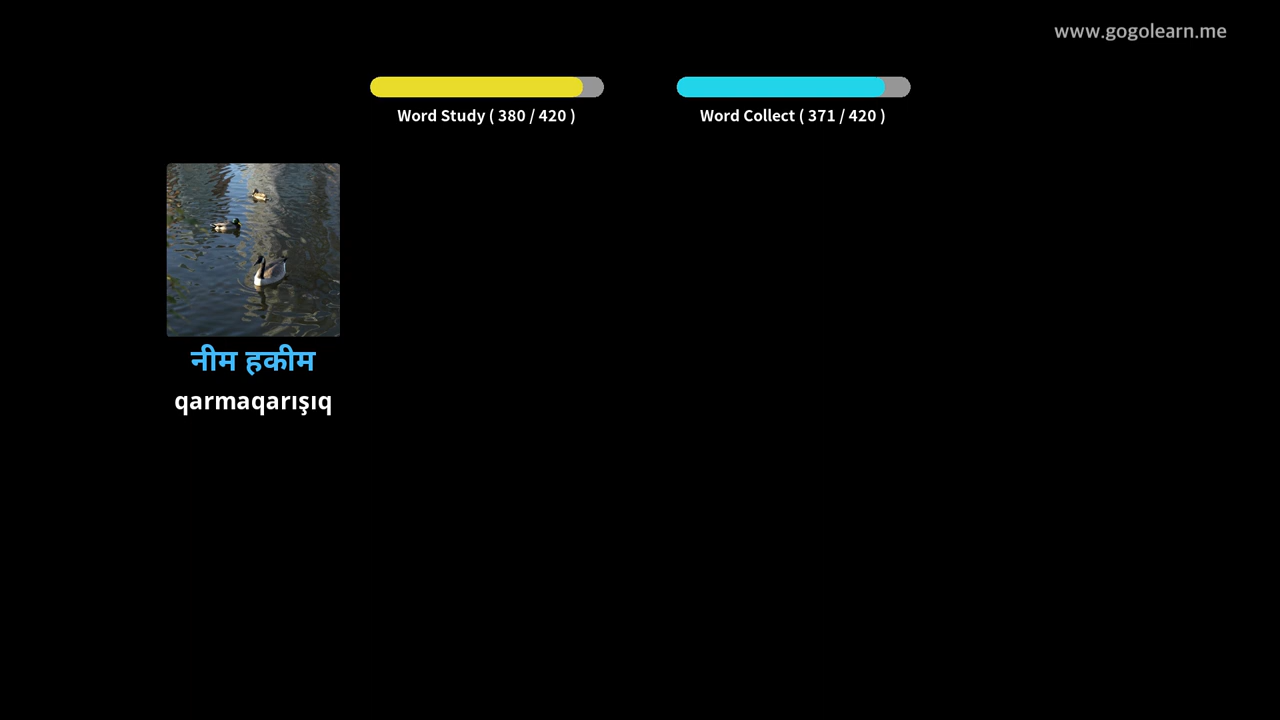 www.gogolearn.me
Word Study ( 380 / 420 )
Word Collect ( 371 / 420 )
नीम हकीम
qarmaqarışıq